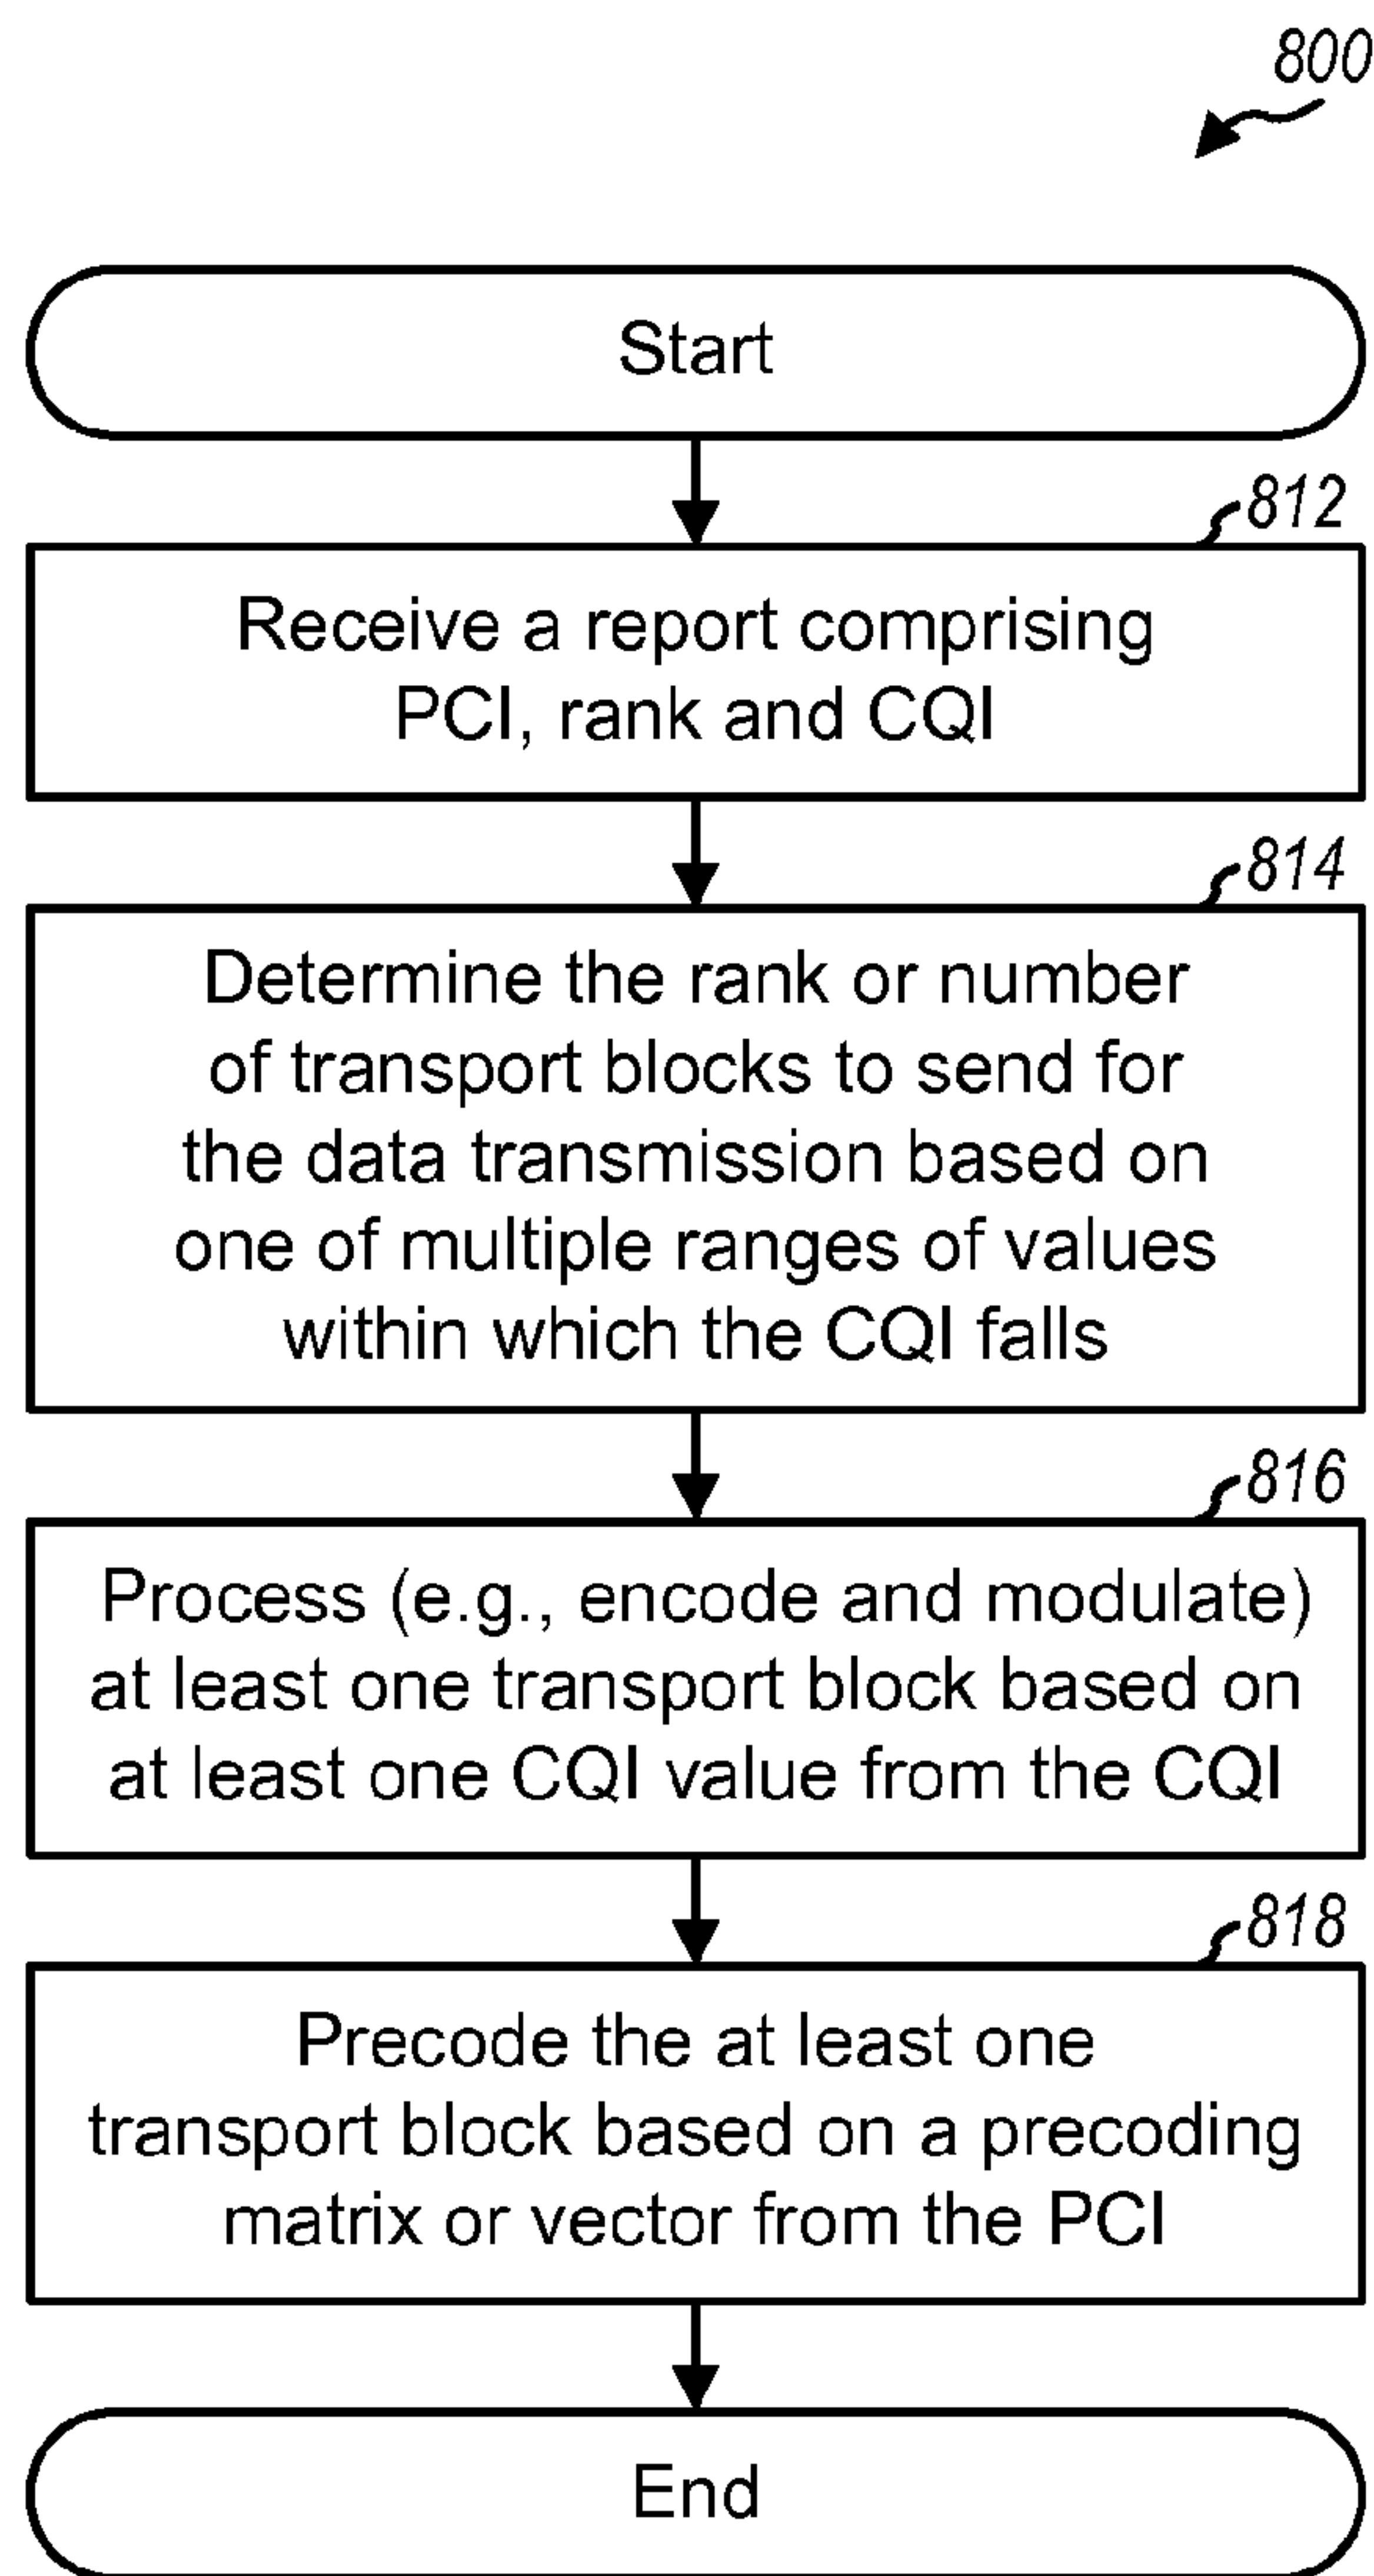 800
Start
812
Receive a report comprising
PCI, rank and CQI
814
Determine the rank or number
of transport blocks to send for
the data transmission based on
one of multiple ranges of values
within which the CQI falls
816
Process (e.g., encode and modulate)
at least one transport block based on
at least one CQI value from the CQI
818
Precode the at least one
transport block based on a precoding
matrix or vector from the PCI
End